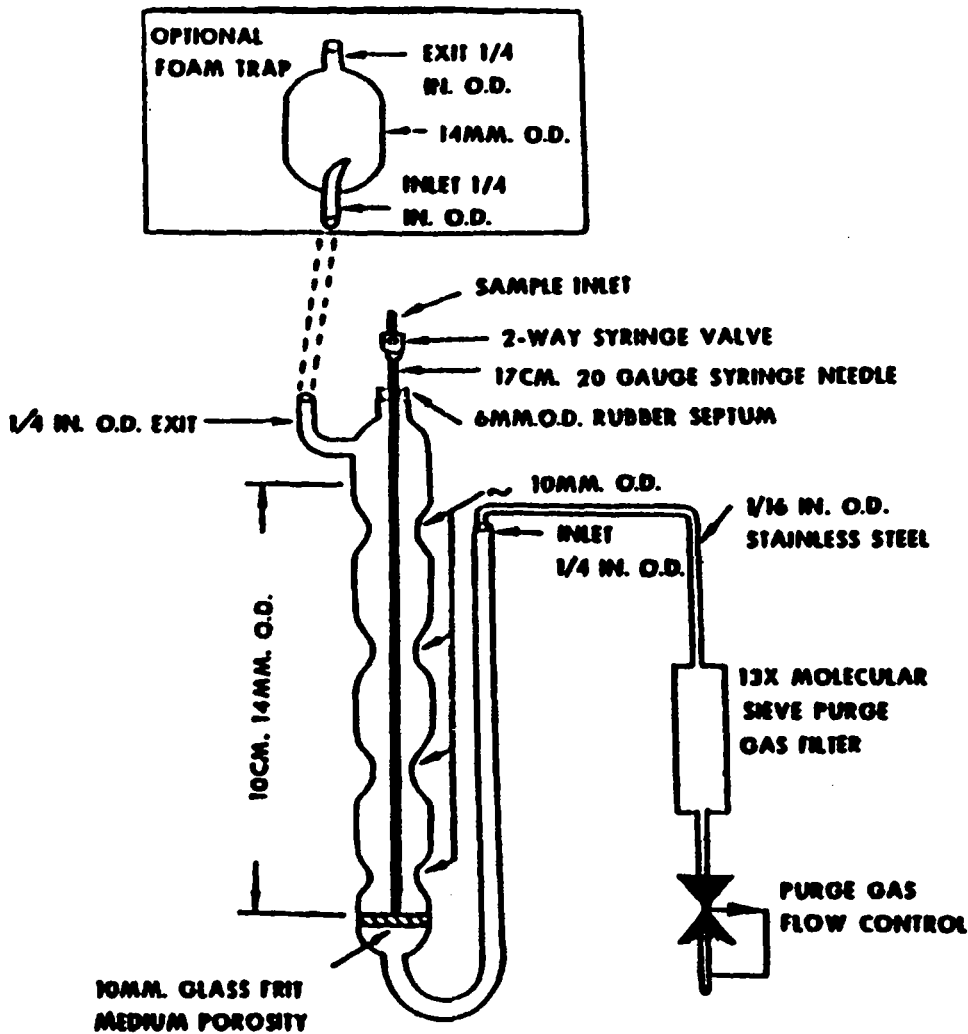 OPTIONAL
FOAM TRAP
EXIT 1/4
IN. O.D.
14MM. O.D.
INLET 1/4
IN. O.D.
SAMPLE INLET
2-WAY SYRINGE VALVE
17CM. 20 GAUGE SYRINGE NEEDLE
6MM.O.D. RUBBER SEPTUM
1/4 IN. O.D. EXIT
~ 10MM. O.D.
INLET
1/4 IN. O.D.
1/16 IN. O.D.
STAINLESS STEEL
10CM. 14MM. O.D.
13X MOLECULAR
SIEVE PURGE
GAS FILTER
PURGE GAS
FLOW CONTROL
10MM. GLASS FRIT
MEDIUM POROSITY